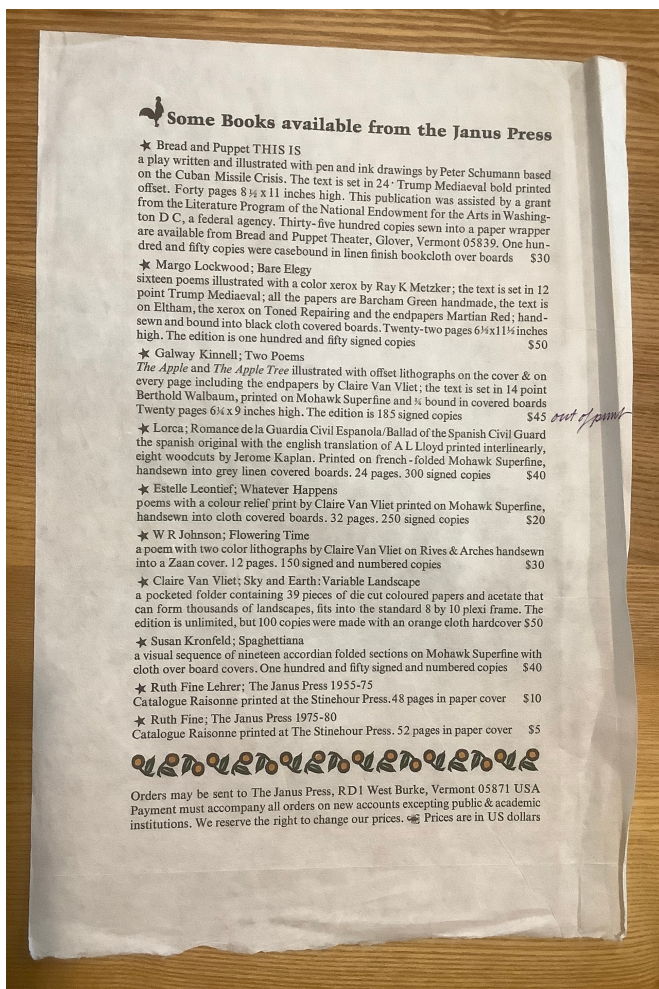 Some Books available from the Janus Press
★ Bread and Puppet THIS IS
a play written and illustrated with pen and ink drawings by Peter Schumann based
on the Cuban Missile Crisis. The text is set in 24· Trump Mediaeval bold printed
offset. Forty pages 8½ x 11 inches high. This publication was assisted by a grant
from the Literature Program of the National Endowment for the Arts in Washing-
ton D C, a federal agency. Thirty-five hundred copies sewn into a paper wrapper
are available from Bread and Puppet Theater, Glover, Vermont 05839. One hun-
dred and fifty copies were casebound in linen finish bookcloth over boards $30
★ Margo Lockwood; Bare Elegy
sixteen poems illustrated with a color xerox by Ray K Metzker; the text is set in 12
point Trump Mediaeval; all the papers are Barcham Green handmade, the text is
on Eltham, the xerox on Toned Repairing and the endpapers Martian Red; hand-
sewn and bound into black cloth covered boards. Twenty-two pages 6½x11½ inches
high. The edition is one hundred and fifty signed copies $50
★ Galway Kinnell; Two Poems
The Apple and The Apple Tree illustrated with offset lithographs on the cover & on
every page including the endpapers by Claire Van Vliet; the text is set in 14 point
Berthold Walbaum, printed on Mohawk Superfine and ¾ bound in covered boards
Twenty pages 6¼ x 9 inches high. The edition is 185 signed copies $45 out of print
★ Lorca; Romance de la Guardia Civil Espanola/Ballad of the Spanish Civil Guard
the spanish original with the english translation of A L Lloyd printed interlinearly,
eight woodcuts by Jerome Kaplan. Printed on french-folded Mohawk Superfine,
handsewn into grey linen covered boards. 24 pages. 300 signed copies $40
★ Estelle Leontief; Whatever Happens
poems with a colour relief print by Claire Van Vliet printed on Mohawk Superfine,
handsewn into cloth covered boards. 32 pages. 250 signed copies $20
★ W R Johnson; Flowering Time
a poem with two color lithographs by Claire Van Vliet on Rives & Arches handsewn
into a Zaan cover. 12 pages. 150 signed and numbered copies $30
★ Claire Van Vliet; Sky and Earth: Variable Landscape
a pocketed folder containing 39 pieces of die cut coloured papers and acetate that
can form thousands of landscapes, fits into the standard 8 by 10 plexi frame. The
edition is unlimited, but 100 copies were made with an orange cloth hardcover $50
★ Susan Kronfeld; Spaghettiana
a visual sequence of nineteen accordian folded sections on Mohawk Superfine with
cloth over board covers. One hundred and fifty signed and numbered copies $40
★ Ruth Fine Lehrer; The Janus Press 1955-75
Catalogue Raisonne printed at the Stinehour Press. 48 pages in paper cover $10
★ Ruth Fine; The Janus Press 1975-80
Catalogue Raisonne printed at The Stinehour Press. 52 pages in paper cover $5
Orders may be sent to The Janus Press, RD1 West Burke, Vermont 05871 USA
Payment must accompany all orders on new accounts excepting public & academic
institutions. We reserve the right to change our prices. Prices are in US dollars